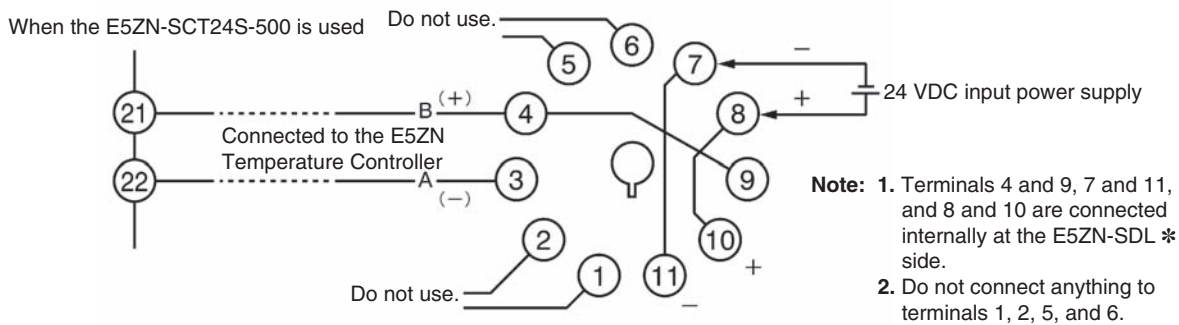 When the E5ZN-SCT24S-500 is used
Do not use.
6
5
7
−
24 VDC input power supply
+
8
21
B (+)
4
Connected to the E5ZN
Temperature Controller
22
A
(−)
3
9
Note: 1. Terminals 4 and 9, 7 and 11,
and 8 and 10 are connected
internally at the E5ZN-SDL ✻
side.
2. Do not connect anything to
terminals 1, 2, 5, and 6.
2
10
+
1
11
−
Do not use.